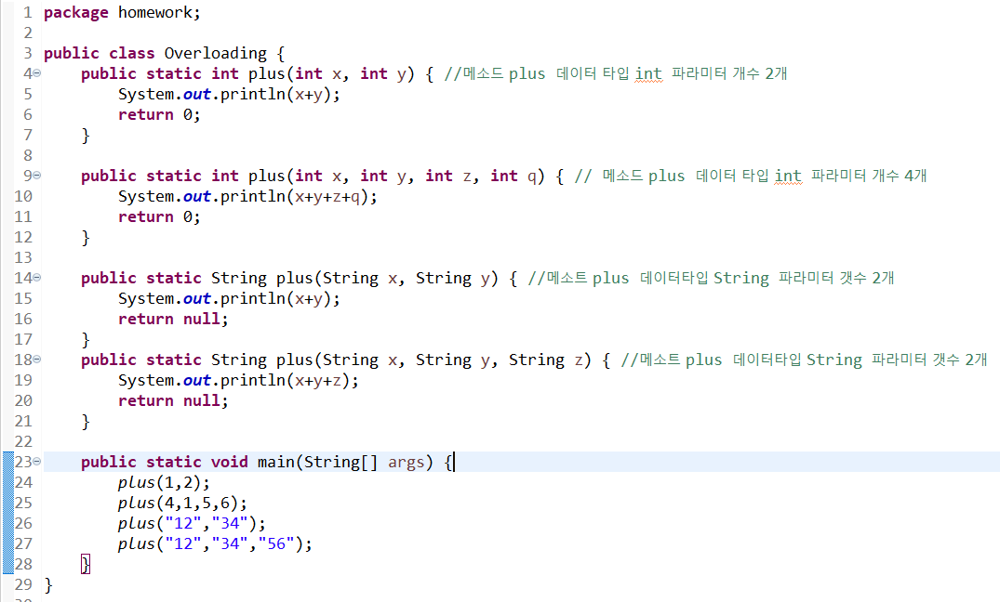 1 package homework;
2
3 public class Overloading {
4 public static int plus(int x, int y) { //메소드 plus 데이터 타입 int 파라미터 개수 2개
5 System.out.println(x+y);
6 return 0;
7 }
8
9 public static int plus(int x, int y, int z, int q) { // 메소드 plus 데이터 타입 int 파라미터 개수 4개
10 System.out.println(x+y+z+q);
11 return 0;
12 }
13
14 public static String plus(String x, String y) { //메소트 plus 데이터타입 String 파라미터 갯수 2개
15 System.out.println(x+y);
16 return null;
17 }
18 public static String plus(String x, String y, String z) { //메소트 plus 데이터타입 String 파라미터 갯수 2개
19 System.out.println(x+y+z);
20 return null;
21 }
22
23 public static void main(String[] args) {
24 plus(1,2);
25 plus(4,1,5,6);
26 plus("12","34");
27 plus("12","34","56");
28 }
29 }